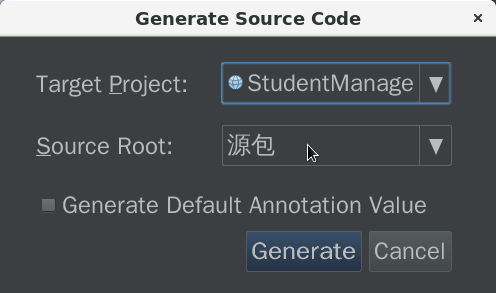 Generate Source Code
Target Project: StudentManage
Source Root: 源包
Generate Default Annotation Value
Generate Cancel